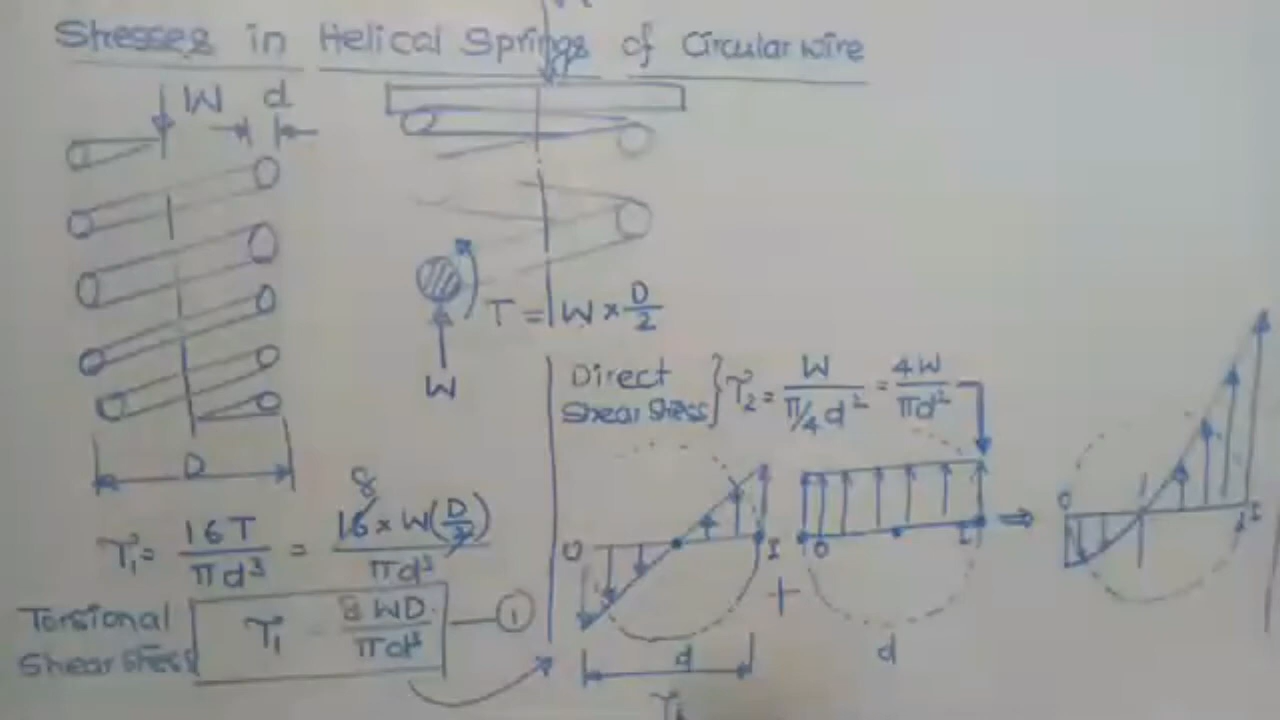 Stresses in Helical Springs of Circular wire
W d
T = W × D/2
W
D
Direct Shear Stress } τ₂ = W / π/4 d² = 4W / πd²
τ₁ = 16T / πd³ = 16 8 × W(D/2) / πd³
Torsional Shear Stress
τ₁ 8WD / πd³ — ①
O I
+
O I
⇒
O I
d
d
τ₁